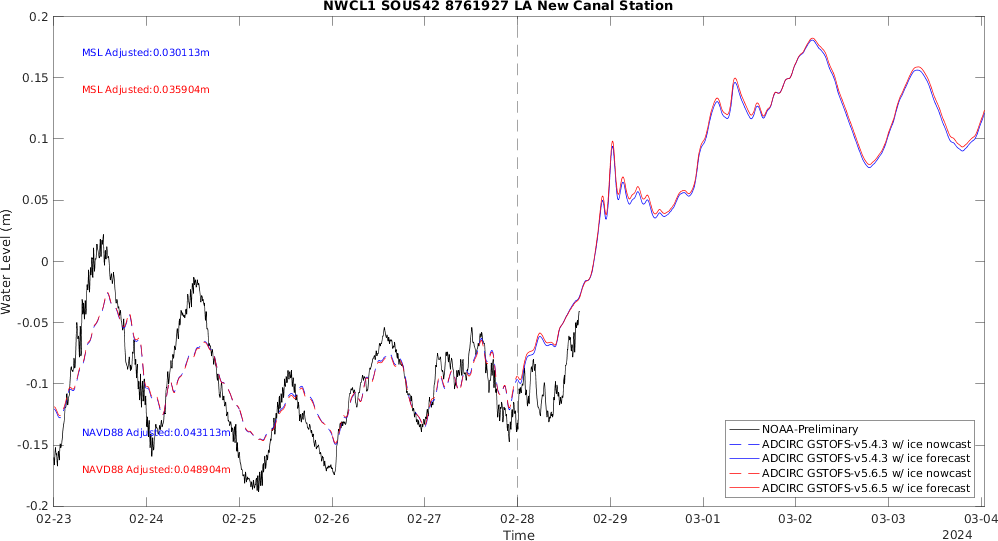 NWCL1 SOUS42 8761927 LA New Canal Station
0.2
0.15
0.1
0.05
0
-0.05
-0.1
-0.15
-0.2
Water Level (m)
MSL Adjusted:0.030113m
MSL Adjusted:0.035904m
NAVD88 Adjusted:0.043113m
NAVD88 Adjusted:0.048904m
NOAA-Preliminary
ADCIRC GSTOFS-v5.4.3 w/ ice nowcast
ADCIRC GSTOFS-v5.4.3 w/ ice forecast
ADCIRC GSTOFS-v5.6.5 w/ ice nowcast
ADCIRC GSTOFS-v5.6.5 w/ ice forecast
02-23 02-24 02-25 02-26 02-27 02-28 02-29 03-01 03-02 03-03 03-04
Time
2024